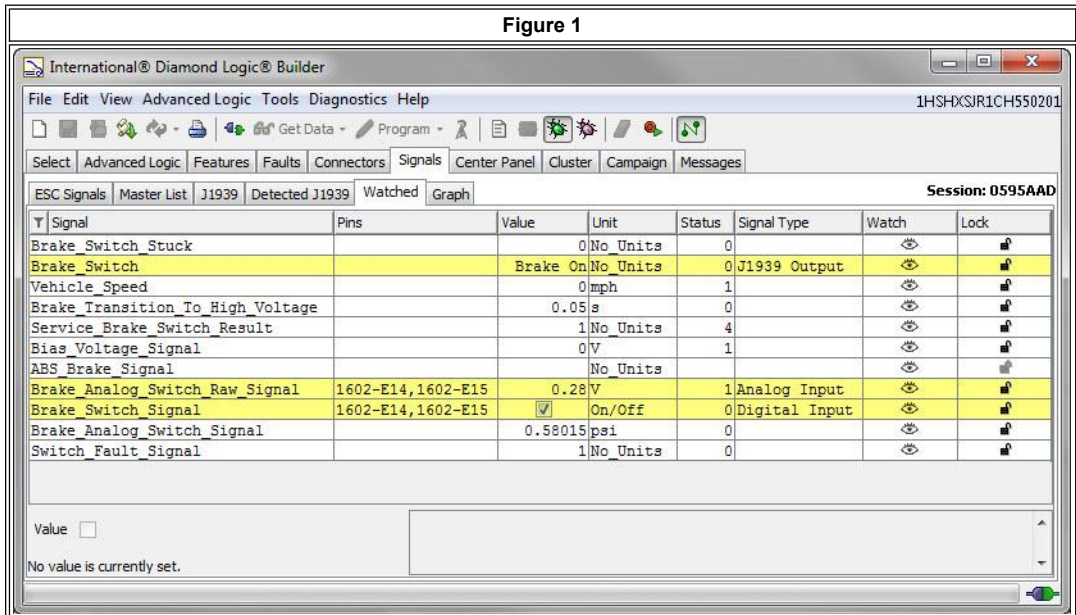 Figure 1
International® Diamond Logic® Builder
File Edit View Advanced Logic Tools Diagnostics Help 1HSHXSJR1CH550201
Get Data Program
Select Advanced Logic Features Faults Connectors Signals Center Panel Cluster Campaign Messages
ESC Signals Master List J1939 Detected J1939 Watched Graph Session: 0595AAD
Signal Pins Value Unit Status Signal Type Watch Lock
Brake_Switch_Stuck 0 No_Units 0
Brake_Switch Brake On No_Units 0 J1939 Output
Vehicle_Speed 0 mph 1
Brake_Transition_To_High_Voltage 0.05 s 0
Service_Brake_Switch_Result 1 No_Units 4
Bias_Voltage_Signal 0 V 1
ABS_Brake_Signal No_Units
Brake_Analog_Switch_Raw_Signal 1602-E14,1602-E15 0.28 V 1 Analog Input
Brake_Switch_Signal 1602-E14,1602-E15 On/Off 0 Digital Input
Brake_Analog_Switch_Signal 0.58015 psi 0
Switch_Fault_Signal 1 No_Units 0
Value
No value is currently set.